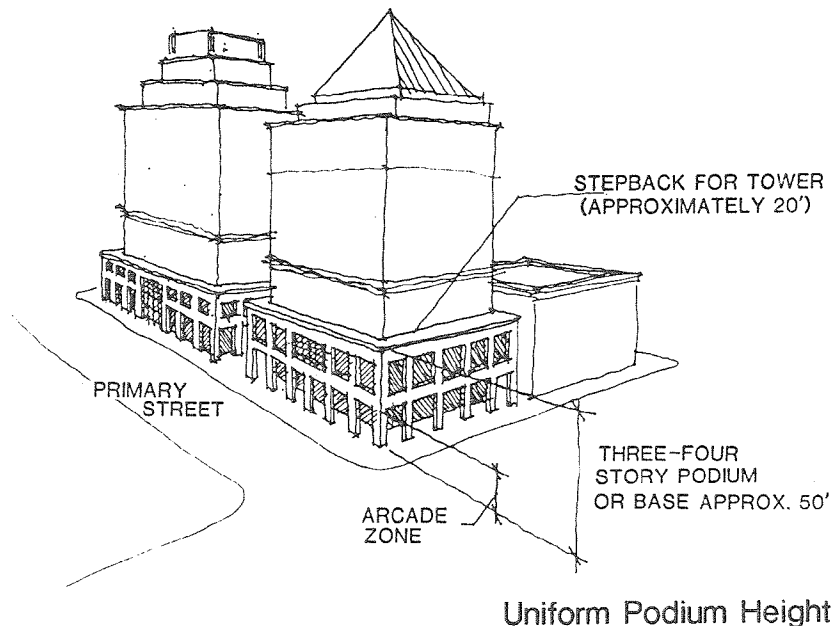 STEPBACK FOR TOWER
(APPROXIMATELY 20')
PRIMARY
STREET
THREE-FOUR
STORY PODIUM
OR BASE APPROX. 50'
ARCADE
ZONE
Uniform Podium Height